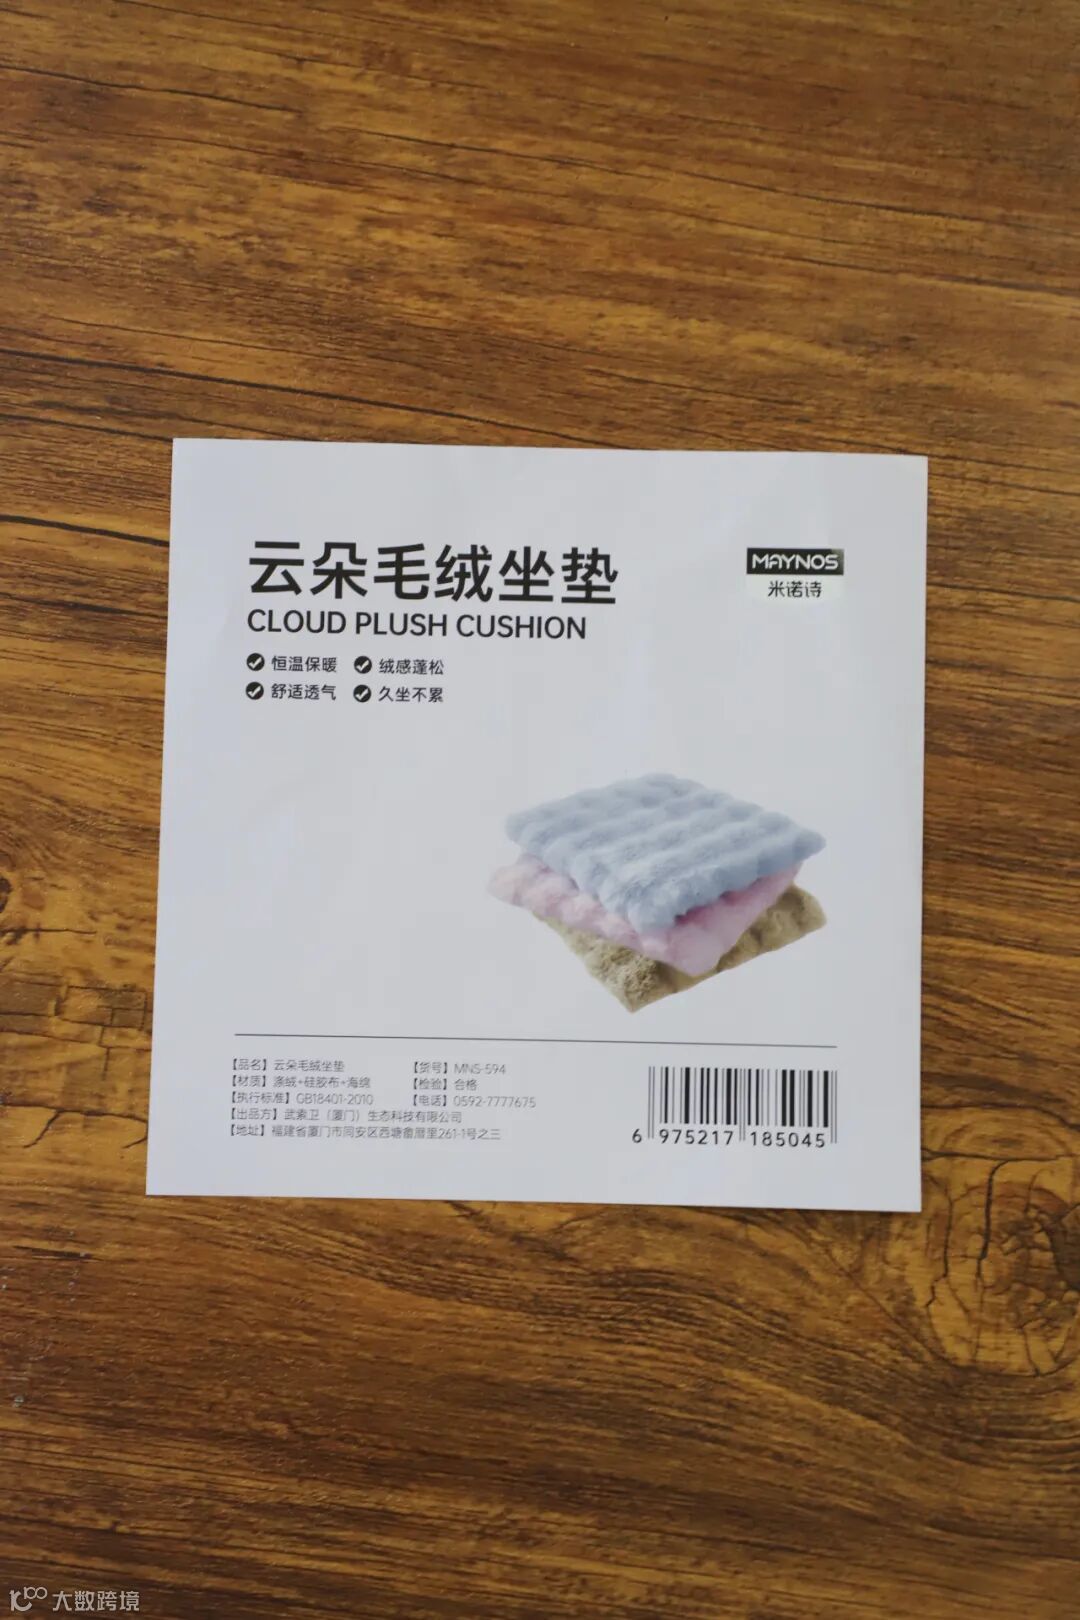 云朵毛绒坐垫
CLOUD PLUSH CUSHION
恒温保暖 绒感蓬松
舒适透气 久坐不累
MAYNOS
米诺诗
【品名】云朵毛绒坐垫 【货号】MNS-594
【材质】涤绒+硅胶布+海绵 【检验】合格
【执行标准】GB18401-2010 【电话】0592-7777675
【出品方】武索卫（厦门）生态科技有限公司
【地址】福建省厦门市同安区西塘畲厝里261-1号之三
6 975217 185045
大数跨境